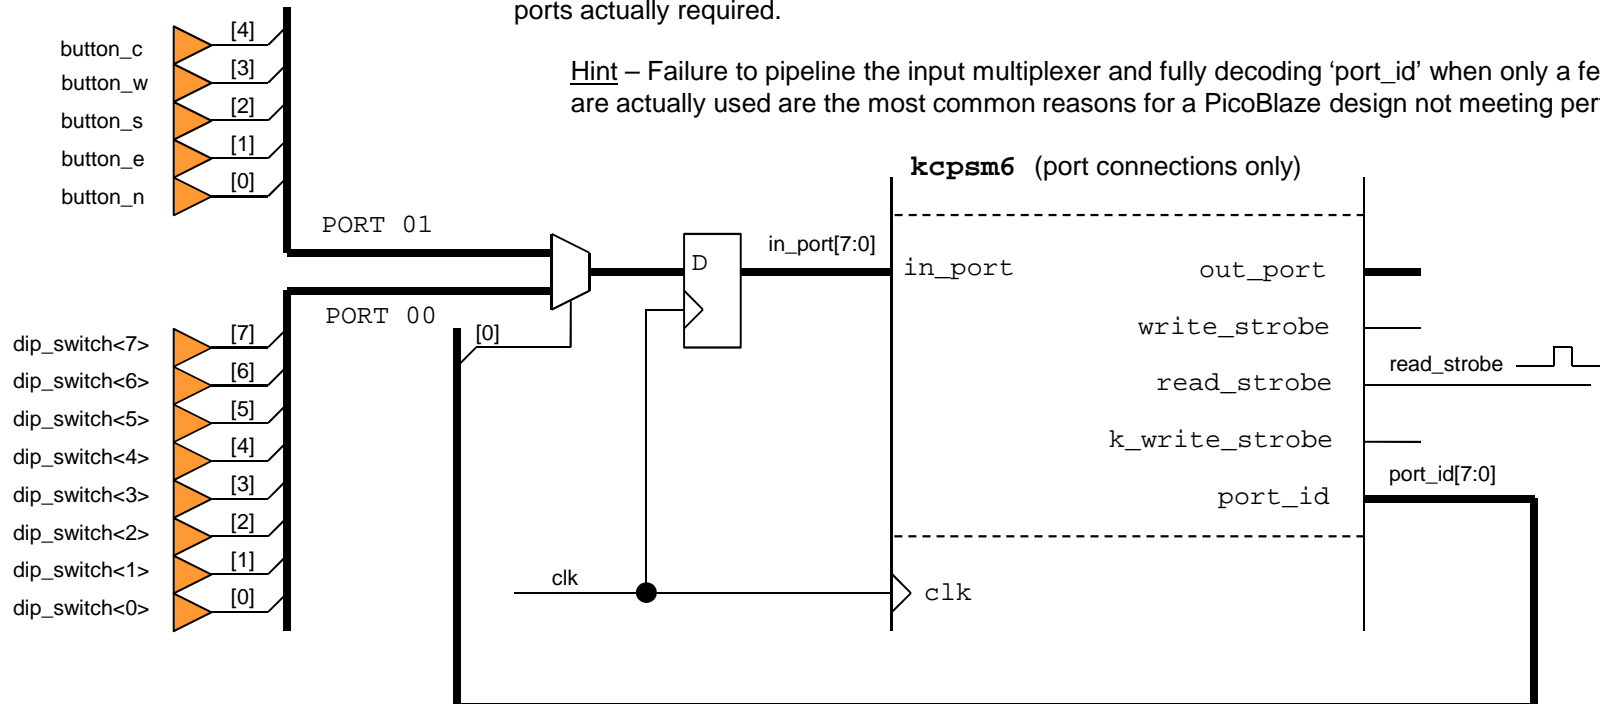 ports actually required.
Hint – Failure to pipeline the input multiplexer and fully decoding ‘port_id’ when only a fe
are actually used are the most common reasons for a PicoBlaze design not meeting per
kcpsm6 (port connections only)
button_c [4]
button_w [3]
button_s [2]
button_e [1]
button_n [0]
PORT 01
PORT 00
dip_switch<7> [7]
dip_switch<6> [6]
dip_switch<5> [5]
dip_switch<4> [4]
dip_switch<3> [3]
dip_switch<2> [2]
dip_switch<1> [1]
dip_switch<0> [0]
[0]
D
in_port[7:0]
in_port
out_port
write_strobe
read_strobe
read_strobe
k_write_strobe
port_id
port_id[7:0]
clk
clk